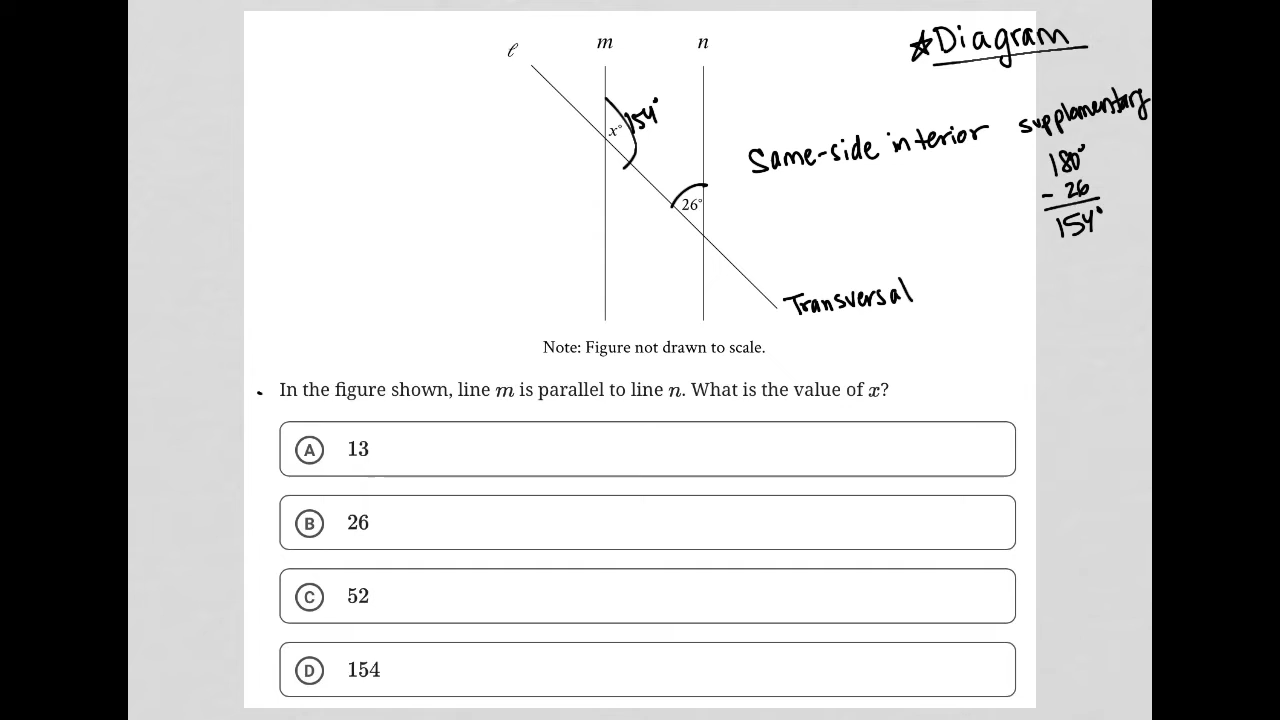 ℓ
m
n
☆Diagram
x°
154°
Same-side interior supplamentary
180°
- 26
154°
26°
Transversal
Note: Figure not drawn to scale.
In the figure shown, line m is parallel to line n. What is the value of x?
A 13
B 26
C 52
D 154